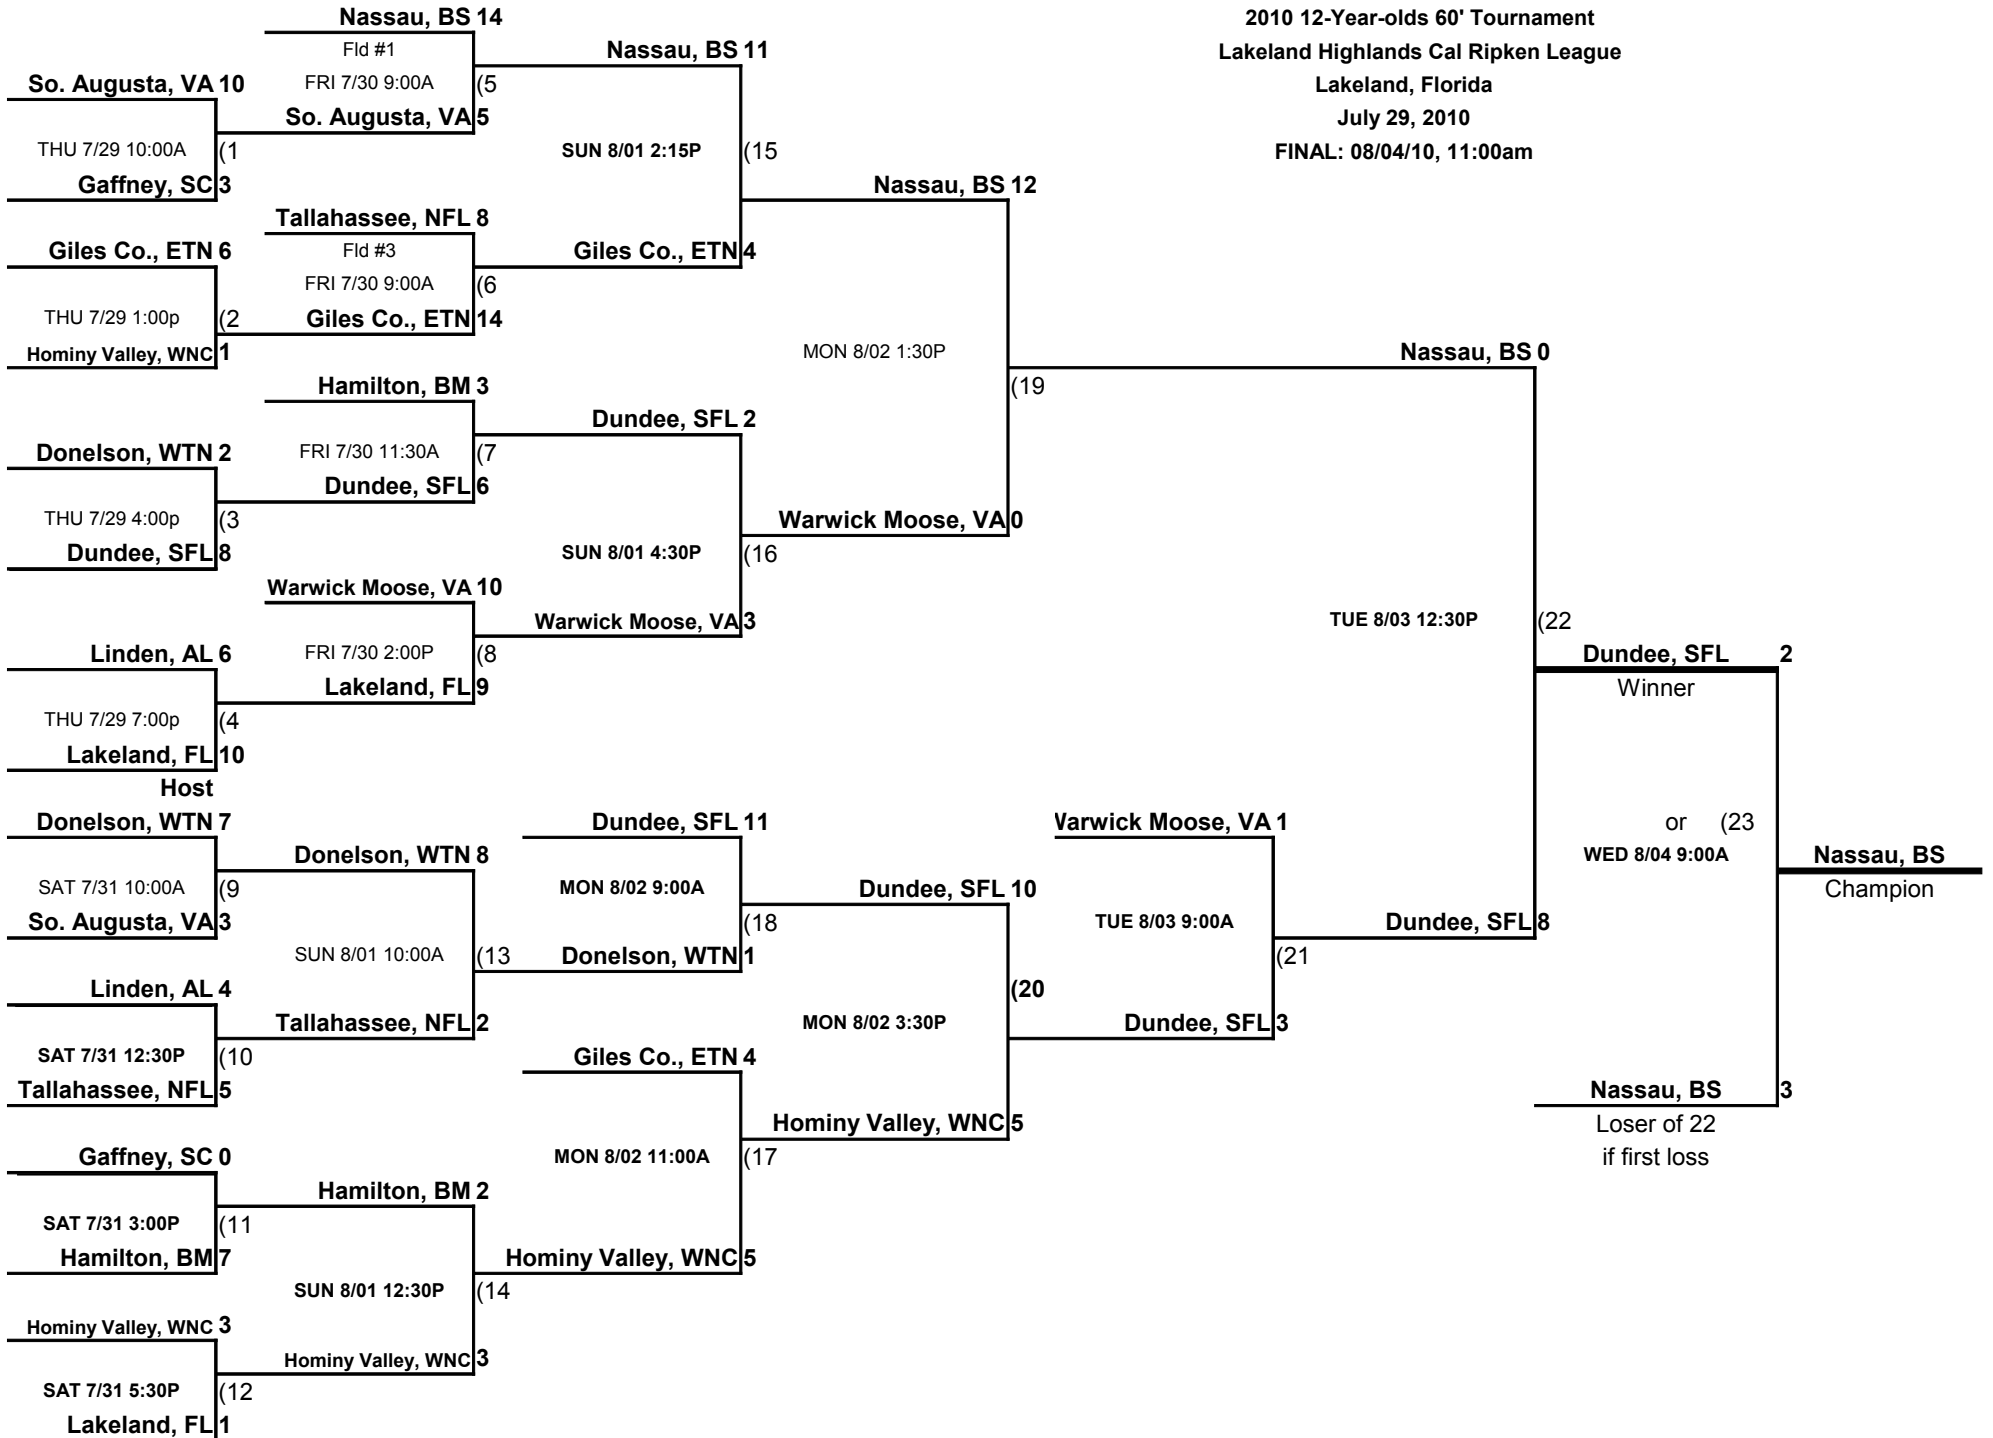 2010 12-Year-olds 60' Tournament
Lakeland Highlands Cal Ripken League
Lakeland, Florida
July 29, 2010
FINAL: 08/04/10, 11:00am
So. Augusta, VA 10
THU 7/29 10:00A (1
Gaffney, SC 3
Giles Co., ETN 6
THU 7/29 1:00p (2
Hominy Valley, WNC 1
Donelson, WTN 2
THU 7/29 4:00p (3
Dundee, SFL 8
Linden, AL 6
THU 7/29 7:00p (4
Lakeland, FL 10
Host
Nassau, BS 14
Fld #1
FRI 7/30 9:00A (5
So. Augusta, VA 5
Tallahassee, NFL 8
Fld #3
FRI 7/30 9:00A (6
Giles Co., ETN 14
Hamilton, BM 3
FRI 7/30 11:30A (7
Dundee, SFL 6
Warwick Moose, VA 10
FRI 7/30 2:00P (8
Lakeland, FL 9
Nassau, BS 11
SUN 8/01 2:15P (15
Giles Co., ETN 4
Dundee, SFL 2
SUN 8/01 4:30P (16
Warwick Moose, VA 3
Nassau, BS 12
MON 8/02 1:30P (19
Warwick Moose, VA 0
Nassau, BS 0
TUE 8/03 12:30P (22
Dundee, SFL 8
Dundee, SFL 2
Winner
or (23
WED 8/04 9:00A
Nassau, BS
Champion
Nassau, BS 3
Loser of 22
if first loss
Donelson, WTN 7
SAT 7/31 10:00A (9
So. Augusta, VA 3
Linden, AL 4
SAT 7/31 12:30P (10
Tallahassee, NFL 5
Gaffney, SC 0
SAT 7/31 3:00P (11
Hamilton, BM 7
Hominy Valley, WNC 3
SAT 7/31 5:30P (12
Lakeland, FL 1
Donelson, WTN 8
SUN 8/01 10:00A (13
Tallahassee, NFL 2
Hamilton, BM 2
SUN 8/01 12:30P (14
Hominy Valley, WNC 3
Dundee, SFL 11
MON 8/02 9:00A (18
Donelson, WTN 1
Giles Co., ETN 4
MON 8/02 11:00A (17
Hominy Valley, WNC 5
Dundee, SFL 10
(20
MON 8/02 3:30P
Hominy Valley, WNC 5
Warwick Moose, VA 1
TUE 8/03 9:00A (21
Dundee, SFL 3